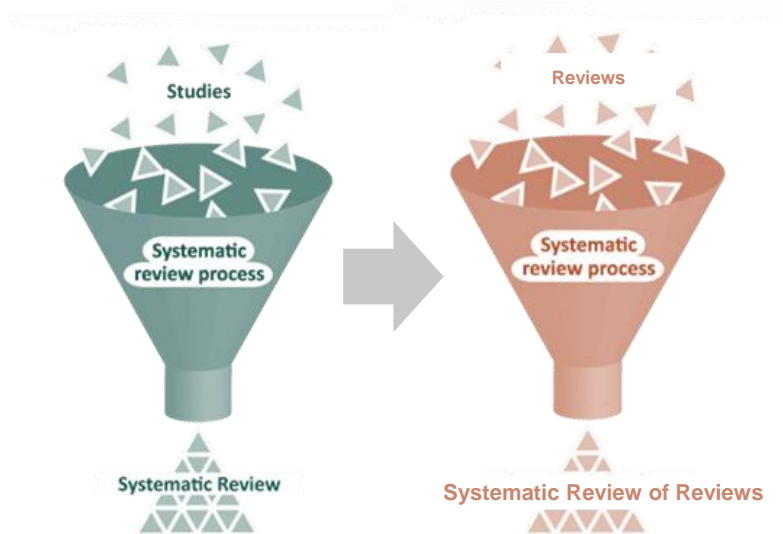 Studies
Systematic
review process
Systematic Review
Reviews
Systematic
review process
Systematic Review of Reviews